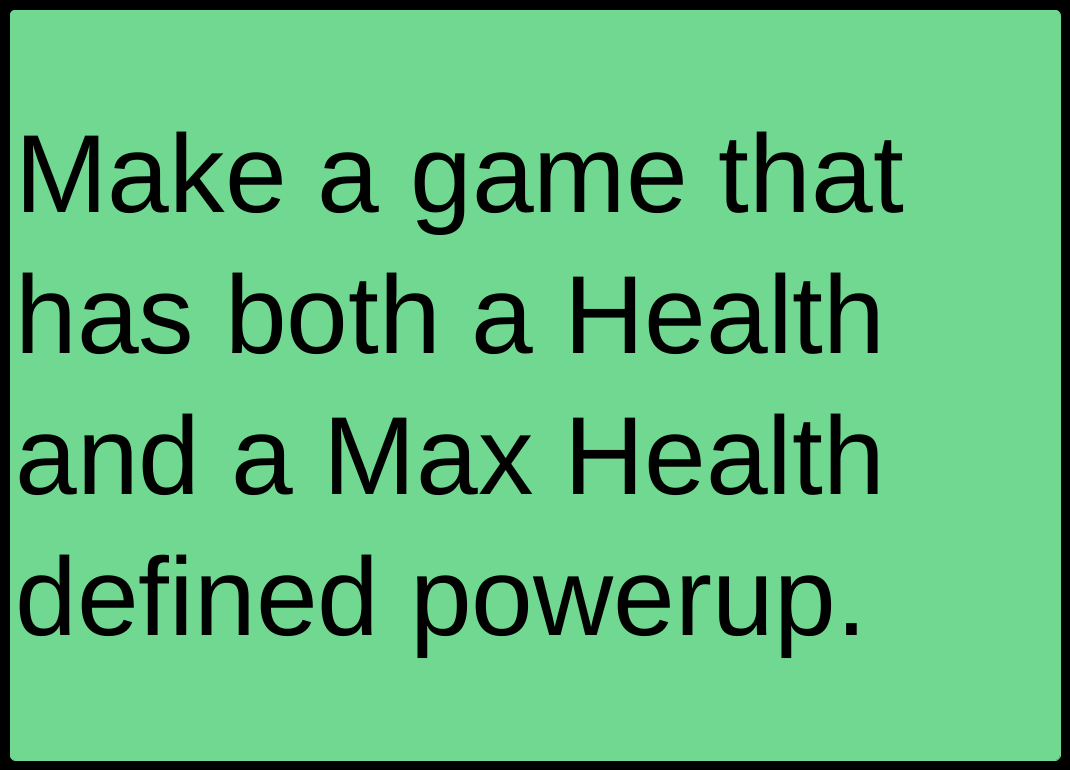 Make a game that
has both a Health
and a Max Health
defined powerup.